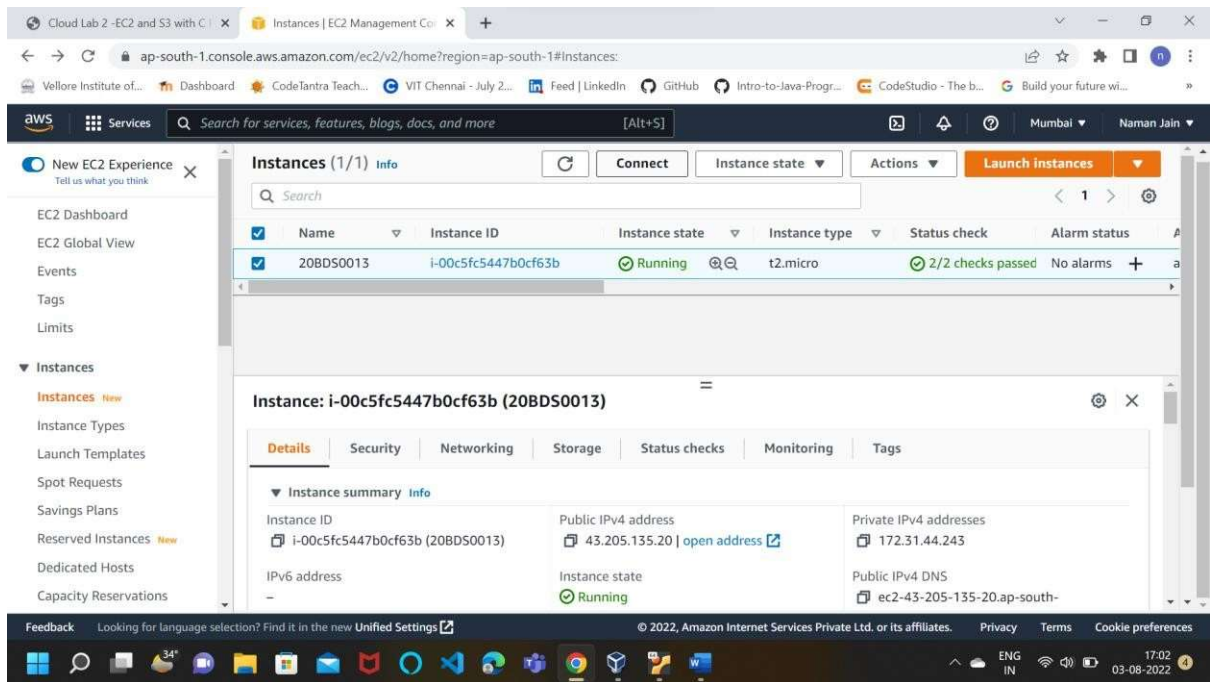 Cloud Lab 2 -EC2 and S3 with C
Instances | EC2 Management Con
ap-south-1.console.aws.amazon.com/ec2/v2/home?region=ap-south-1#Instances:
n
Vellore Institute of... Dashboard CodeTantra Teach... VIT Chennai - July 2... Feed | LinkedIn GitHub Intro-to-Java-Progr... CodeStudio - The b... Build your future wi... »
aws Services Search for services, features, blogs, docs, and more [Alt+S] Mumbai ▼ Naman Jain ▼
New EC2 Experience
Tell us what you think
EC2 Dashboard
EC2 Global View
Events
Tags
Limits
▼ Instances
Instances New
Instance Types
Launch Templates
Spot Requests
Savings Plans
Reserved Instances New
Dedicated Hosts
Capacity Reservations
Instances (1/1) Info Connect Instance state ▼ Actions ▼ Launch instances ▼
Search < 1 >
Name Instance ID Instance state Instance type Status check Alarm status A
20BDS0013 i-00c5fc5447b0cf63b Running t2.micro 2/2 checks passed No alarms + a
Instance: i-00c5fc5447b0cf63b (20BDS0013)
Details Security Networking Storage Status checks Monitoring Tags
▼ Instance summary Info
Instance ID
i-00c5fc5447b0cf63b (20BDS0013)
Public IPv4 address
43.205.135.20 | open address
Private IPv4 addresses
172.31.44.243
IPv6 address
–
Instance state
Running
Public IPv4 DNS
ec2-43-205-135-20.ap-south-
Feedback Looking for language selection? Find it in the new Unified Settings © 2022, Amazon Internet Services Private Ltd. or its affiliates. Privacy Terms Cookie preferences
34° ENG
IN
17:02
03-08-2022
4